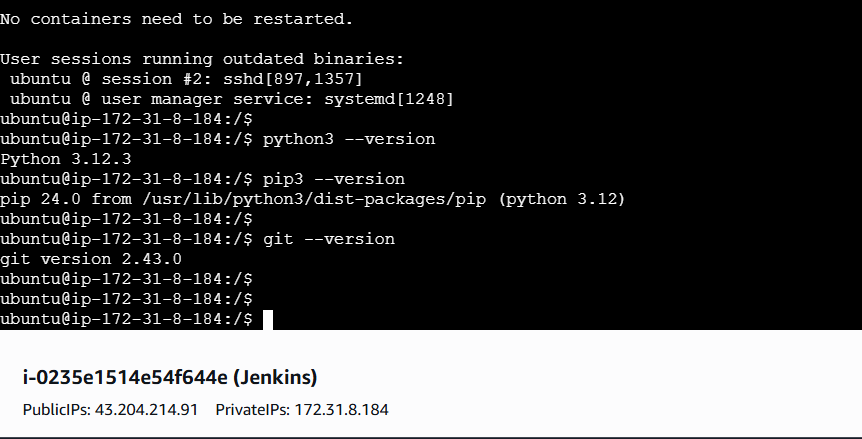 No containers need to be restarted.
User sessions running outdated binaries:
ubuntu @ session #2: sshd[897,1357]
ubuntu @ user manager service: systemd[1248]
ubuntu@ip-172-31-8-184:/$
ubuntu@ip-172-31-8-184:/$ python3 --version
Python 3.12.3
ubuntu@ip-172-31-8-184:/$ pip3 --version
pip 24.0 from /usr/lib/python3/dist-packages/pip (python 3.12)
ubuntu@ip-172-31-8-184:/$
ubuntu@ip-172-31-8-184:/$ git --version
git version 2.43.0
ubuntu@ip-172-31-8-184:/$
ubuntu@ip-172-31-8-184:/$
ubuntu@ip-172-31-8-184:/$
i-0235e1514e54f644e (Jenkins)
PublicIPs: 43.204.214.91 PrivateIPs: 172.31.8.184